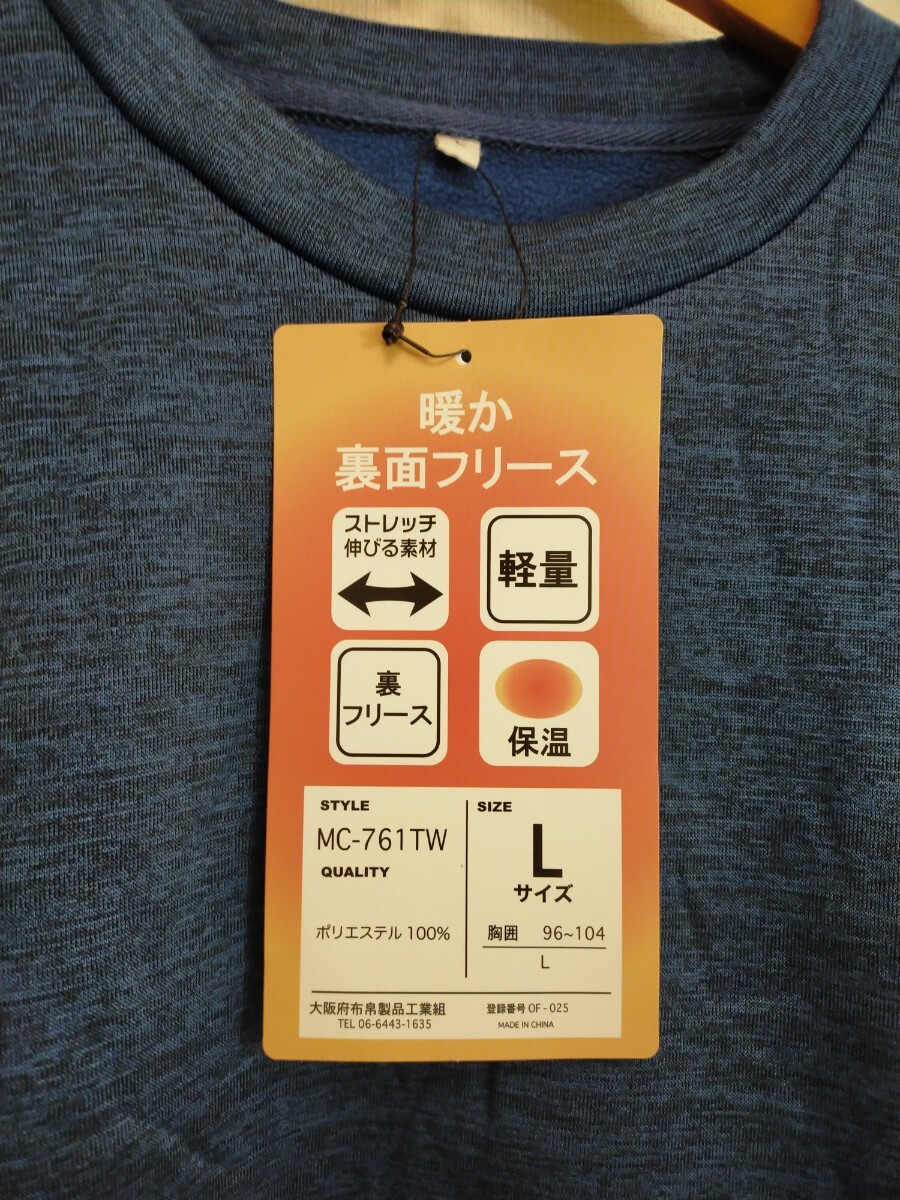 暖か
裏面フリース
ストレッチ
伸びる素材
軽量
裏
フリース
保温
STYLE
MC-761TW
QUALITY
ポリエステル 100%
SIZE
L
サイズ
胸囲 96~104
L
大阪府布帛製品工業組
TEL 06-6443-1635
登録番号 OF-025
MADE IN CHINA